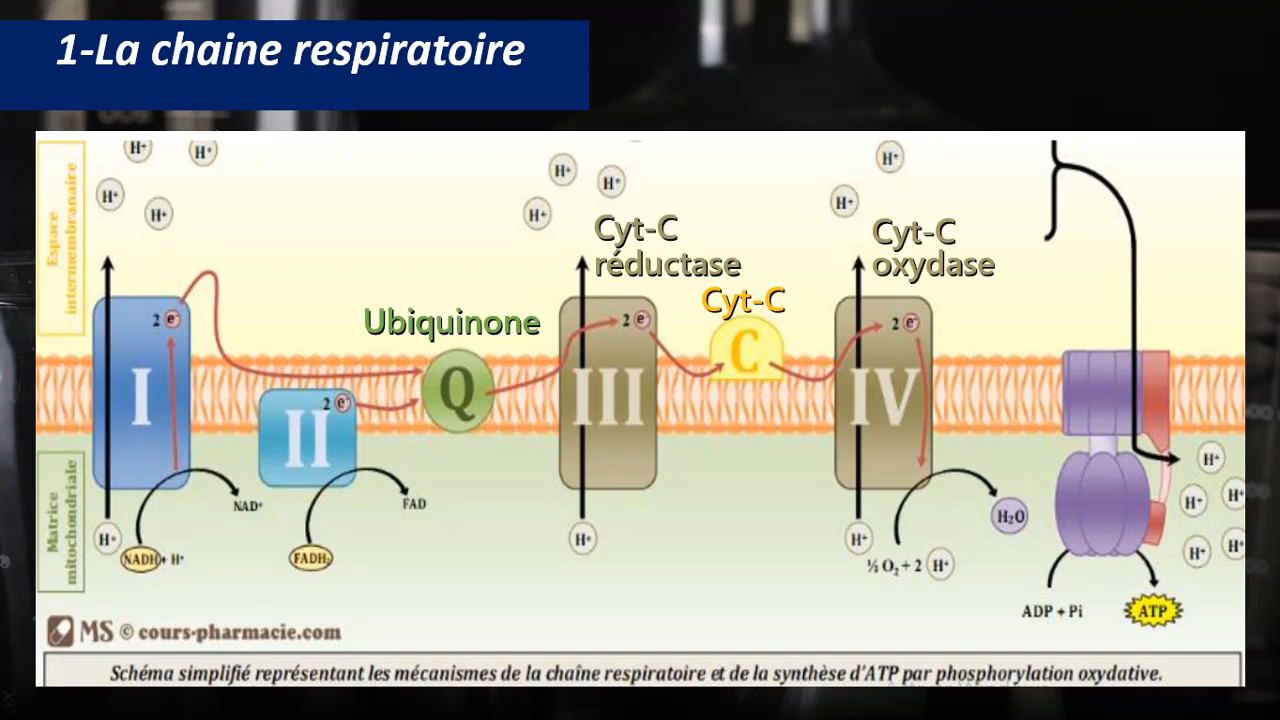 1-La chaine respiratoire
Espace
intermembranaire
H⁺
H⁺
H⁺
H⁺
H⁺
H⁺
H⁺
H⁺
H⁺
Cyt-C
réductase
Cyt-C
oxydase
Cyt-C
Ubiquinone
2 e⁻
2 e⁻
2 e⁻
2 e⁻
I
II
Q
III
C
IV
Matrice
mitochondriale
NAD⁺
FAD
H₂O
H⁺
H⁺
H⁺
H⁺
H⁺
H⁺
H⁺
H⁺
NADH + H⁺
FADH₂
½ O₂ + 2 H⁺
ADP + Pi
ATP
MS © cours-pharmacie.com
Schéma simplifié représentant les mécanismes de la chaîne respiratoire et de la synthèse d'ATP par phosphorylation oxydative.